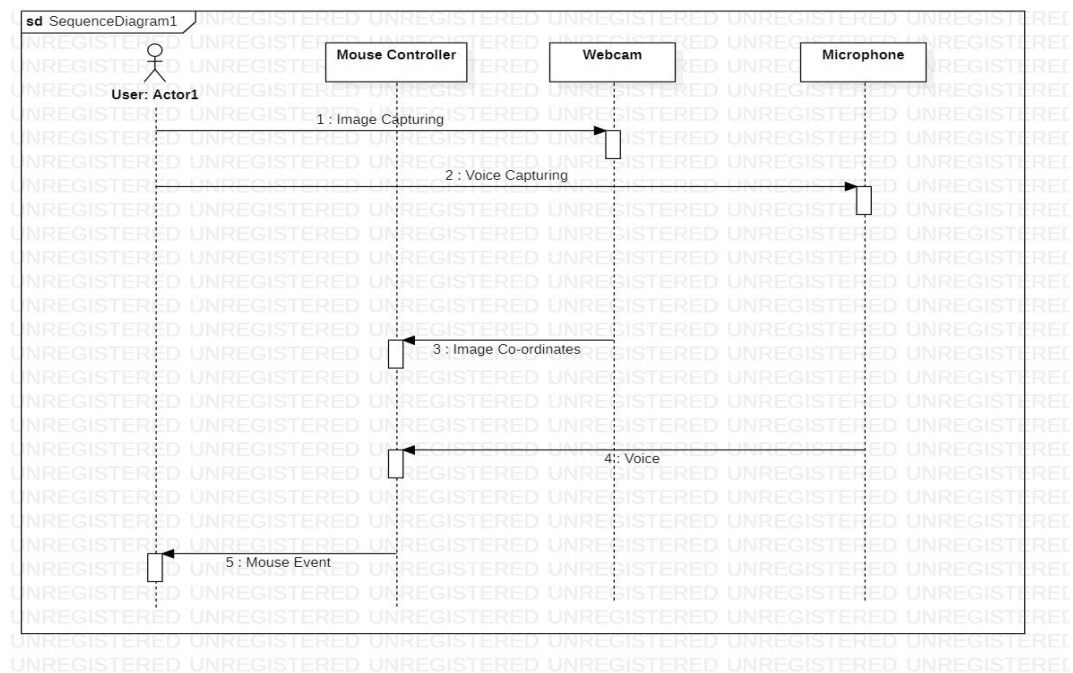 sd SequenceDiagram1
Mouse Controller
Webcam
Microphone
User: Actor1
1 : Image Capturing
2 : Voice Capturing
3 : Image Co-ordinates
4 : Voice
5 : Mouse Event
UNREGISTERED UNREGISTERED UNREGISTERED UNREGISTERED UNREGISTERED UNREGISTERED